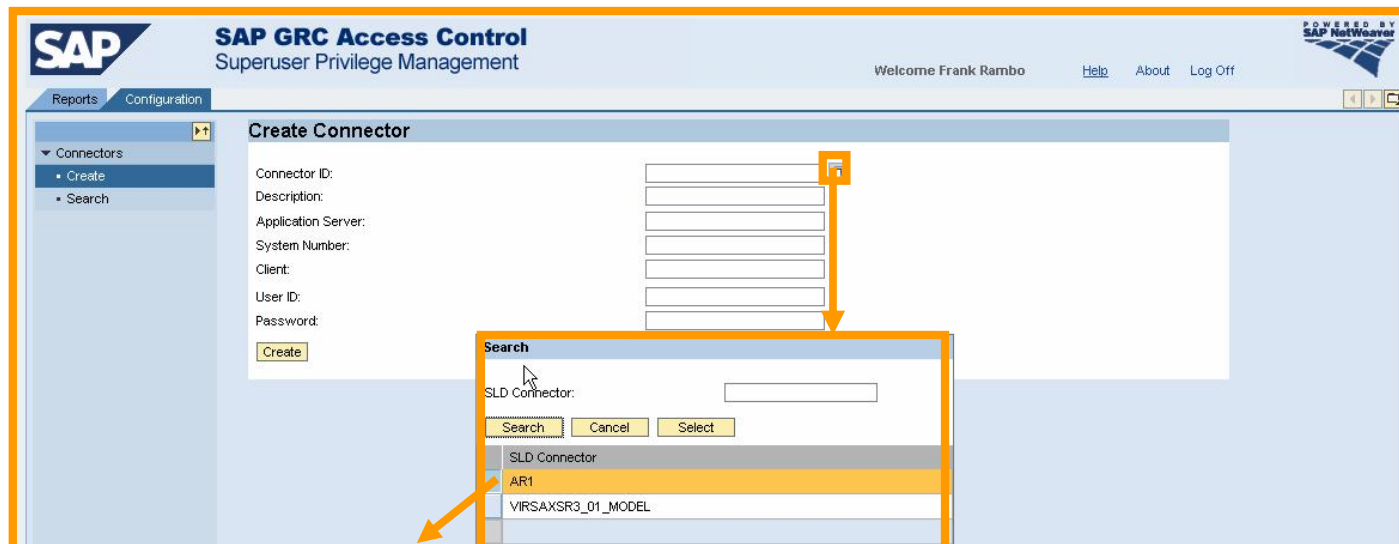 SAP
SAP GRC Access Control
Superuser Privilege Management
POWERED BY
SAP NetWeaver
Welcome Frank Rambo Help About Log Off
Reports Configuration
Create Connector
Connectors
Create
Search
Connector ID:
Description:
Application Server:
System Number:
Client:
User ID:
Password:
Create
Search
SLD Connector:
Search Cancel Select
SLD Connector
AR1
VIRSAXSR3_01_MODEL